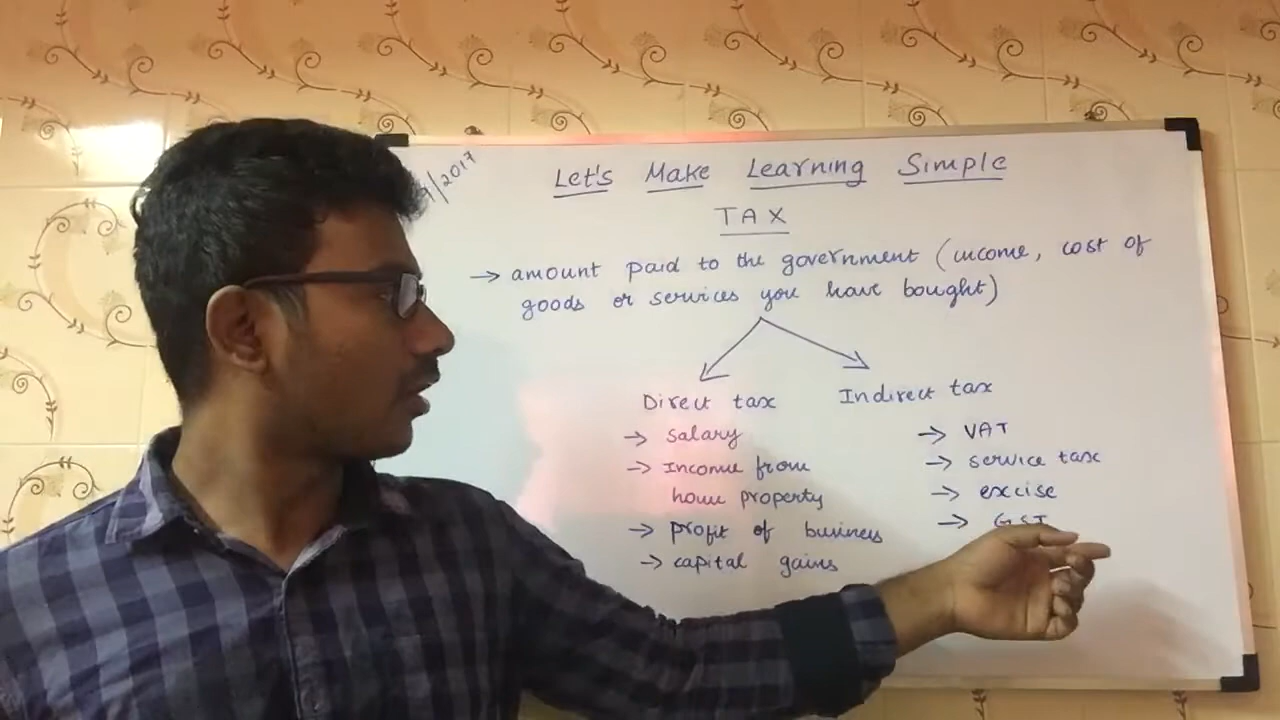 Let's Make Learning Simple
TAX
→ amount paid to the government (income, cost of
goods or services you have bought)
Direct tax
→ salary
→ Income from
house property
→ profit of business
→ capital gains
Indirect tax
→ VAT
→ service tax
→ excise
→ GST
/2017